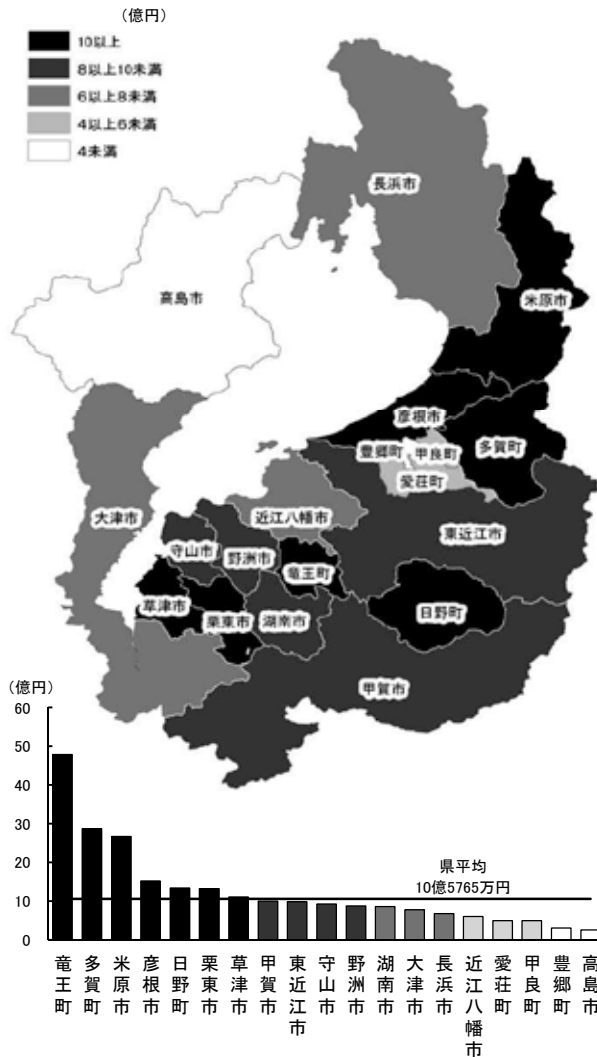 (億円)
10以上
8以上10未満
6以上8未満
4以上6未満
4未満
長浜市
高島市
米原市
彦根市
豊郷町
甲良町
多賀町
愛荘町
大津市
近江八幡市
東近江市
守山市
野洲市
竜王町
草津市
日野町
栗東市
湖南市
甲賀市
(億円)
60
50
40
30
20
10
0
県平均
10億5765万円
竜王町
多賀町
米原市
彦根市
日野町
栗東市
草津市
甲賀市
東近江市
守山市
野洲市
湖南市
大津市
長浜市
近江八幡市
愛荘町
甲良町
豊郷町
高島市